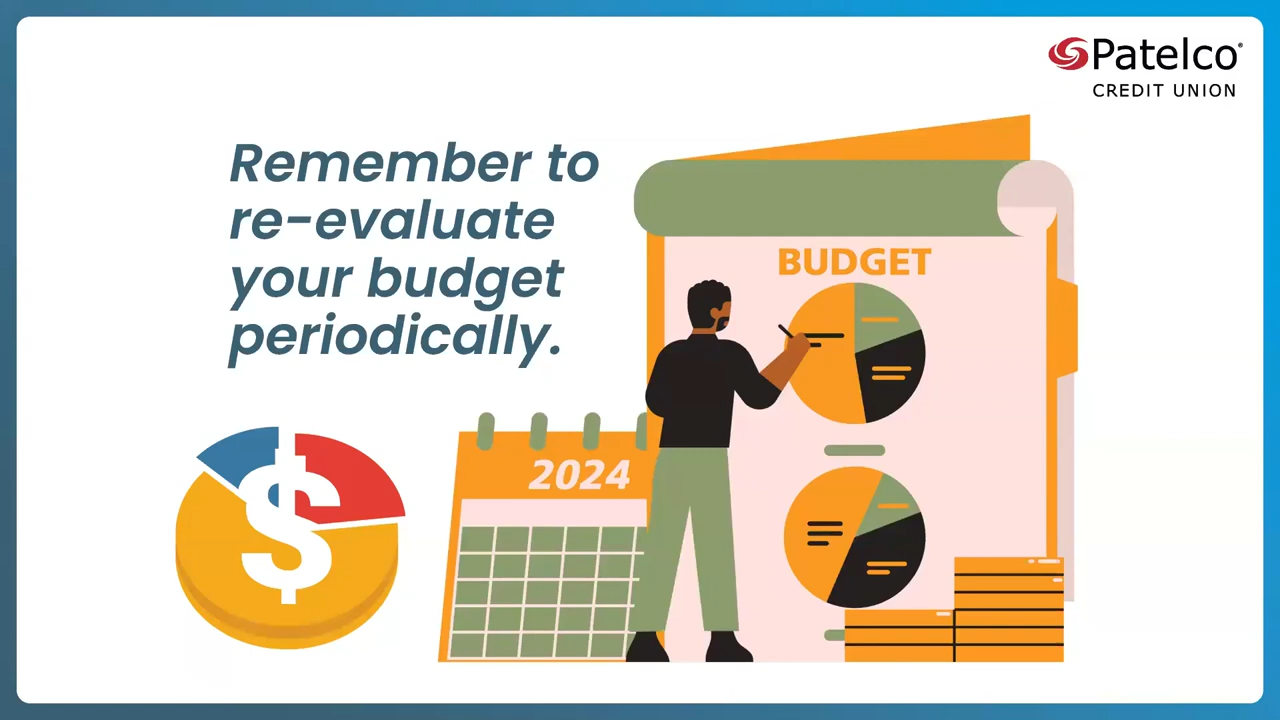 Patelco®
CREDIT UNION
Remember to
re-evaluate
your budget
periodically.
BUDGET
2024
$